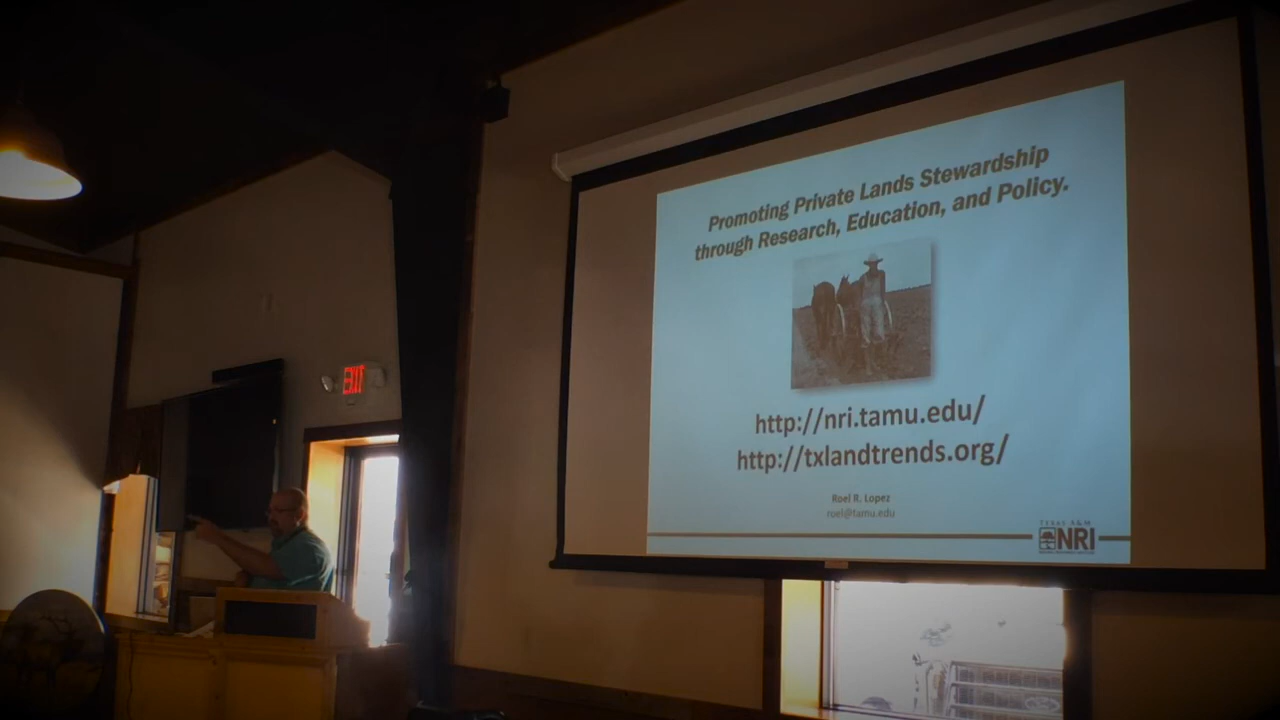 Promoting Private Lands Stewardship
through Research, Education, and Policy.
http://nri.tamu.edu/
http://txlandtrends.org/
Roel R. Lopez
roel@tamu.edu
TEXAS A&M
NRI
EXIT